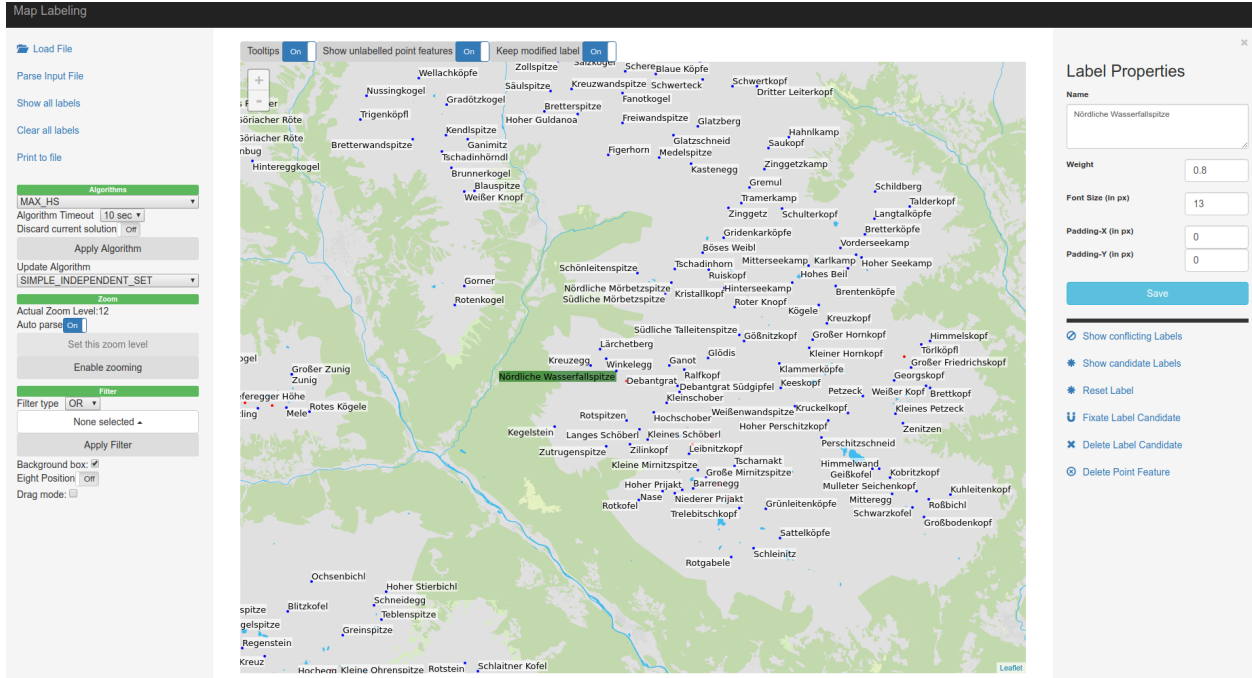 Map Labeling
Load File
Parse Input File
Show all labels
Clear all labels
Print to file
Algorithms
MAX_HS
Algorithm Timeout 10 sec
Discard current solution Off
Apply Algorithm
Update Algorithm
SIMPLE_INDEPENDENT_SET
Zoom
Actual Zoom Level:12
Auto parse On
Set this zoom level
Enable zooming
Filter
Filter type OR
None selected
Apply Filter
Background box:
Eight Position Off
Drag mode:
Tooltips On Show unlabelled point features On Keep modified label On
+
-
Zollspitze
Blaue Köpfe
Wellachköpfe
Schwertkopf
Nussingkogel
Säulspitze
Kreuzwandspitze
Schwerteck
Dritter Leiterkopf
Gradötzkogel
Fanotkogel
Bretterspitze
Trigenköpfl
Hoher Guldanoa
Freiwandspitze
Glatzberg
Göriacher Röte
Kendlspitze
Hahnlkamp
Bretterwandspitze
Ganimitz
Glatzschneid
Saukopf
Figerhorn
Medelspitze
Tschadinhörndl
Hintereggkogel
Zinggetzkamp
Kastenegg
Brunnerkogel
Gremul
Blauspitze
Schildberg
Weißer Knopf
Tramerkamp
Talderkopf
Zinggetz
Schulterkopf
Langtalköpfe
Gridenkarköpfe
Bretterköpfe
Böses Weibl
Vorderseekamp
Schönleitenspitze
Tschadinhorn
Mitterseekamp
Karlkamp
Hoher Seekamp
Ruiskopf
Hohes Beil
Gorner
Nördliche Mörbetzspitze
Hinterseekamp
Kristallkopf
Brentenköpfe
Rotenkogel
Südliche Mörbetzspitze
Roter Knopf
Kögele
Kreuzkopf
Südliche Talleitenspitze
Gößnitzkopf
Großer Hornkopf
Himmelskopf
Lärchetberg
Törlköpfl
Glödis
Kleiner Hornkopf
Kreuzegg
Winkelegg
Ganot
Großer Friedrichskopf
Großer Zunig
Klammerköpfe
Zunig
Nördliche Wasserfallspitze
Debantgrat
Ralfkopf
Georgskopf
Debantgrat Südgipfel
Keeskopf
Petzeck
Weißer Kopf
Brettkopf
Kleinschober
Rotes Kögele
Mele
Weißenwandspitze
Kruckelkopf
Kleines Petzeck
Rotspitzen
Hochschober
Hoher Perschitzkopf
Zenitzen
Kegelstein
Langes Schöberl
Kleines Schöberl
Perschitzschneid
Zutrugenspitze
Zilinkopf
Leibnitzkopf
Kleine Mirnitzspitze
Tscharnakt
Himmelwand
Große Mirnitzspitze
Geißkofel
Kobritzkopf
Hoher Prijakt
Barrenegg
Mulleter Seichenkopf
Kuhleitenkopf
Nase
Niederer Prijakt
Mitteregg
Rotkofel
Grünleitenkopf
Roßbichl
Trelebitschkopf
Schwarzkofel
Großbodenkopf
Sattelköpfe
Schleinitz
Rotgabele
Ochsenbichl
Hoher Stierbichl
Blitzkofel
Schneidegg
Teblenspitze
Greinspitze
Regenstein
Kleine Ohrenspitze
Rotstein
Schlaitner Kofel
Leaflet
×
Label Properties
Name
Nördliche Wasserfallspitze
Weight
0.8
Font Size (in px)
13
Padding-X (in px)
0
Padding-Y (in px)
0
Save
Show conflicting Labels
Show candidate Labels
Reset Label
Fixate Label Candidate
Delete Label Candidate
Delete Point Feature